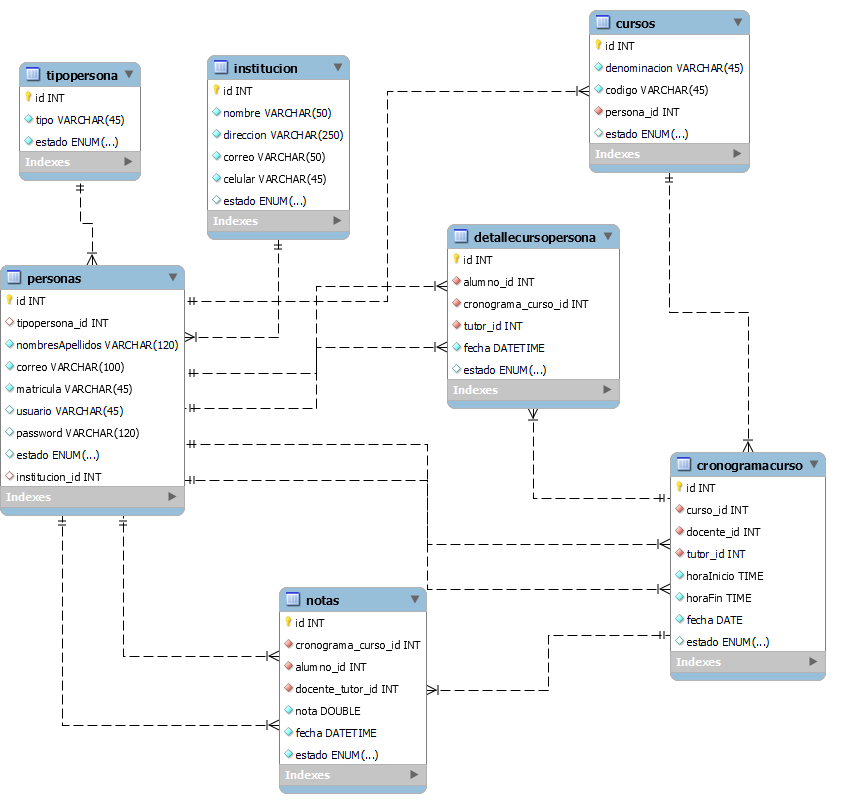 tipopersona
id INT
tipo VARCHAR(45)
estado ENUM(...)
Indexes
institucion
id INT
nombre VARCHAR(50)
direccion VARCHAR(250)
correo VARCHAR(50)
celular VARCHAR(45)
estado ENUM(...)
Indexes
cursos
id INT
denominacion VARCHAR(45)
codigo VARCHAR(45)
persona_id INT
estado ENUM(...)
Indexes
personas
id INT
tipopersona_id INT
nombresApellidos VARCHAR(120)
correo VARCHAR(100)
matricula VARCHAR(45)
usuario VARCHAR(45)
password VARCHAR(120)
estado ENUM(...)
institucion_id INT
Indexes
detallecursopersona
id INT
alumno_id INT
cronograma_curso_id INT
tutor_id INT
fecha DATETIME
estado ENUM(...)
Indexes
cronogramacurso
id INT
curso_id INT
docente_id INT
tutor_id INT
horaInicio TIME
horaFin TIME
fecha DATE
estado ENUM(...)
Indexes
notas
id INT
cronograma_curso_id INT
alumno_id INT
docente_tutor_id INT
nota DOUBLE
fecha DATETIME
estado ENUM(...)
Indexes